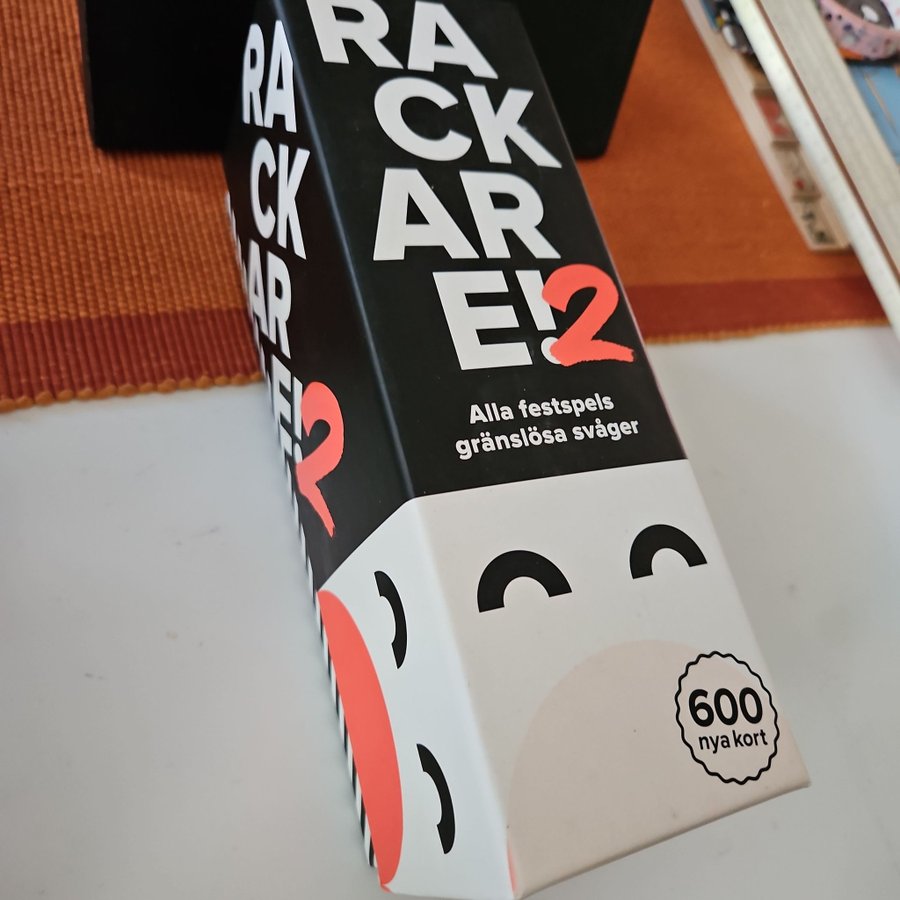 RA
CK
AR
E!2
Alla festspels
gränslösa svåger
600
nya kort
RA
CK
AR
E!2